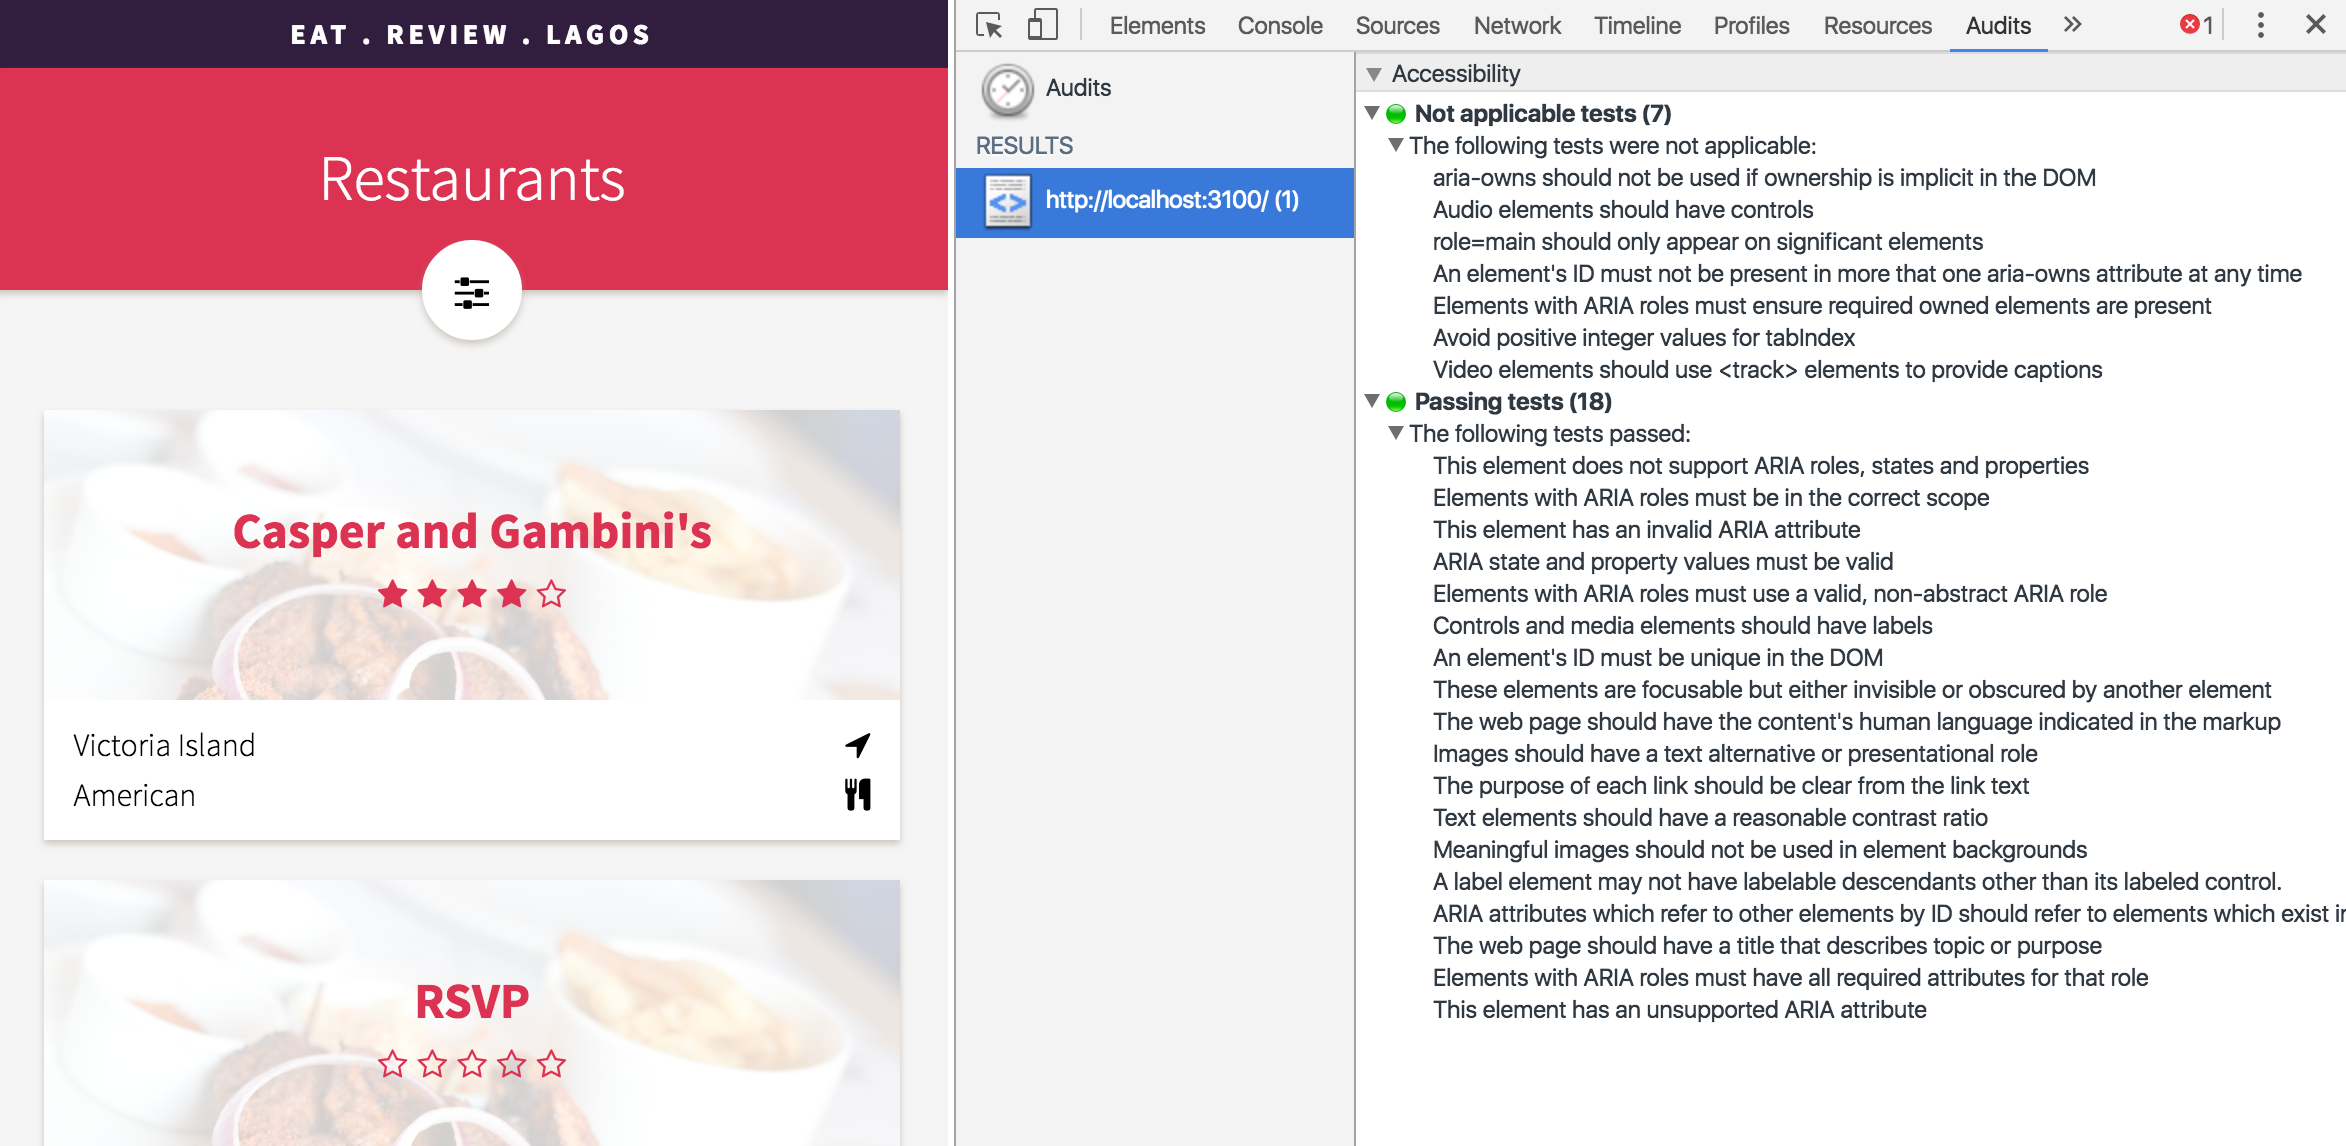 EAT . REVIEW . LAGOS
Restaurants
Casper and Gambini's
Victoria Island
American
RSVP
Elements Console Sources Network Timeline Profiles Resources Audits » 1
Audits
RESULTS
http://localhost:3100/ (1)
Accessibility
Not applicable tests (7)
The following tests were not applicable:
aria-owns should not be used if ownership is implicit in the DOM
Audio elements should have controls
role=main should only appear on significant elements
An element's ID must not be present in more that one aria-owns attribute at any time
Elements with ARIA roles must ensure required owned elements are present
Avoid positive integer values for tabIndex
Video elements should use <track> elements to provide captions
Passing tests (18)
The following tests passed:
This element does not support ARIA roles, states and properties
Elements with ARIA roles must be in the correct scope
This element has an invalid ARIA attribute
ARIA state and property values must be valid
Elements with ARIA roles must use a valid, non-abstract ARIA role
Controls and media elements should have labels
An element's ID must be unique in the DOM
These elements are focusable but either invisible or obscured by another element
The web page should have the content's human language indicated in the markup
Images should have a text alternative or presentational role
The purpose of each link should be clear from the link text
Text elements should have a reasonable contrast ratio
Meaningful images should not be used in element backgrounds
A label element may not have labelable descendants other than its labeled control.
ARIA attributes which refer to other elements by ID should refer to elements which exist i
The web page should have a title that describes topic or purpose
Elements with ARIA roles must have all required attributes for that role
This element has an unsupported ARIA attribute